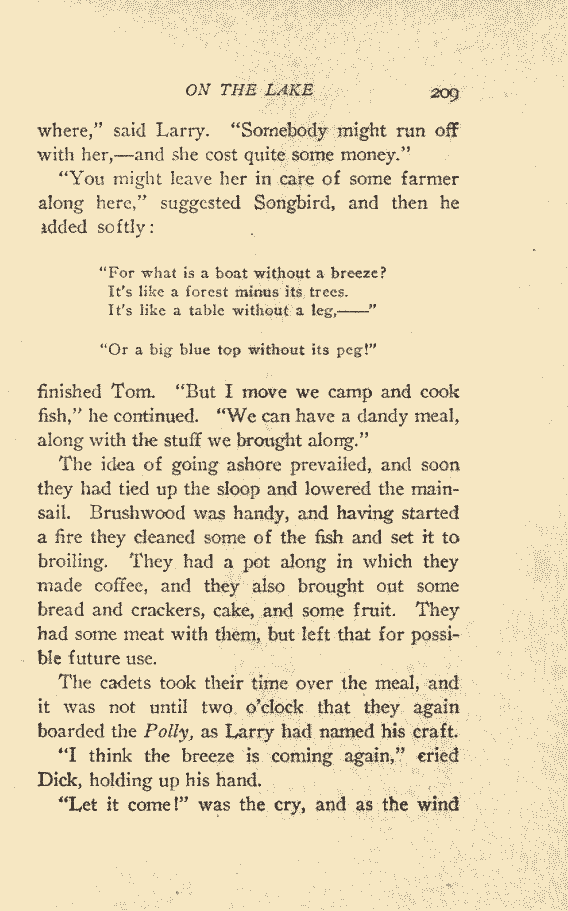 ON THE LAKE 209
where," said Larry. "Somebody might run off
with her,—and she cost quite some money."
"You might leave her in care of some farmer
along here," suggested Songbird, and then he
added softly:
"For what is a boat without a breeze?
It's like a forest minus its trees.
It's like a table without a leg,——"
"Or a big blue top without its peg!"
finished Tom. "But I move we camp and cook
fish," he continued. "We can have a dandy meal,
along with the stuff we brought along."
The idea of going ashore prevailed, and soon
they had tied up the sloop and lowered the main-
sail. Brushwood was handy, and having started
a fire they cleaned some of the fish and set it to
broiling. They had a pot along in which they
made coffee, and they also brought out some
bread and crackers, cake, and some fruit. They
had some meat with them, but left that for possi-
ble future use.
The cadets took their time over the meal, and
it was not until two o'clock that they again
boarded the Polly, as Larry had named his craft.
"I think the breeze is coming again," cried
Dick, holding up his hand.
"Let it come!" was the cry, and as the wind